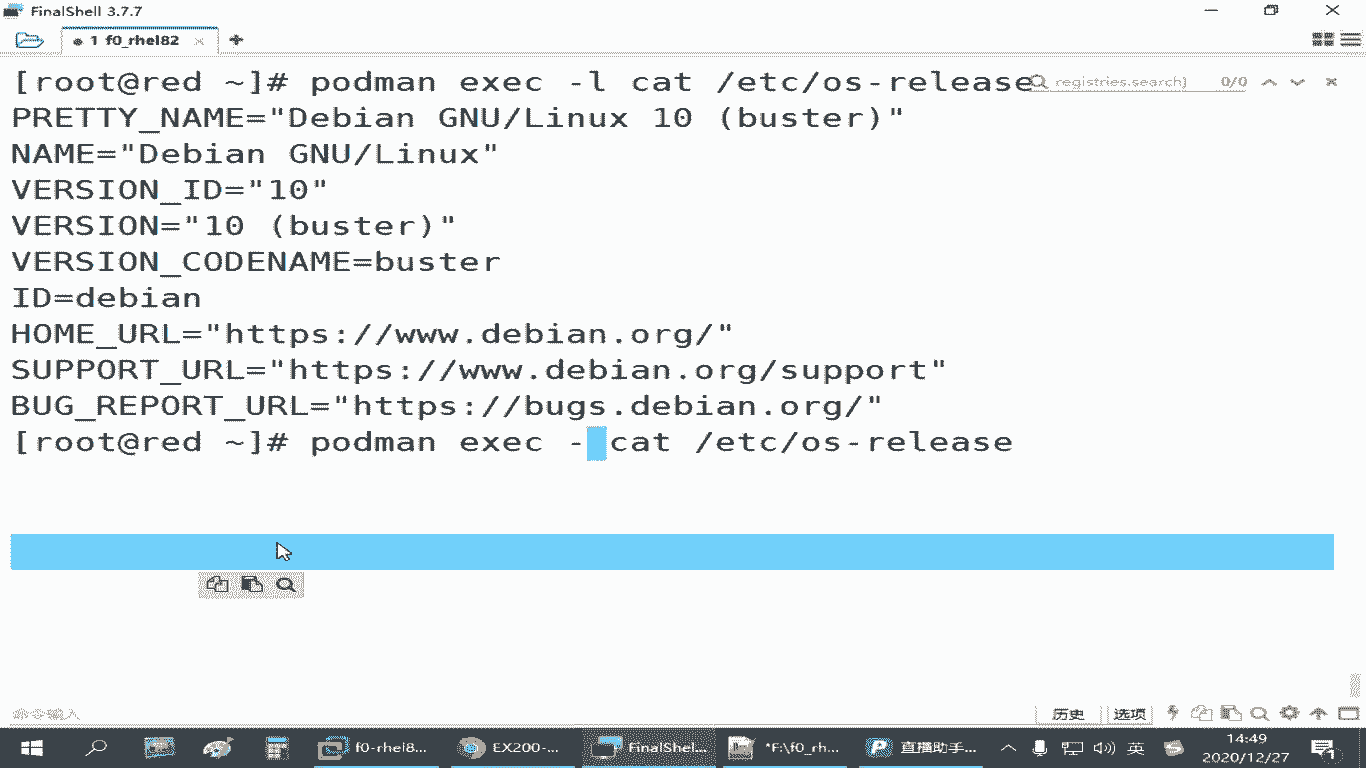 FinalShell 3.7.7
1 f0_rhel82
[root@red ~]# podman exec -l cat /etc/os-release
registries.search]
0/0
PRETTY_NAME="Debian GNU/Linux 10 (buster)"
NAME="Debian GNU/Linux"
VERSION_ID="10"
VERSION="10 (buster)"
VERSION_CODENAME=buster
ID=debian
HOME_URL="https://www.debian.org/"
SUPPORT_URL="https://www.debian.org/support"
BUG_REPORT_URL="https://bugs.debian.org/"
[root@red ~]# podman exec - cat /etc/os-release
命令输入
历史
选项
f0-rhel8...
EX200-...
FinalShel...
*F:\f0_rh...
直播助手...
英
14:49
2020/12/27
1